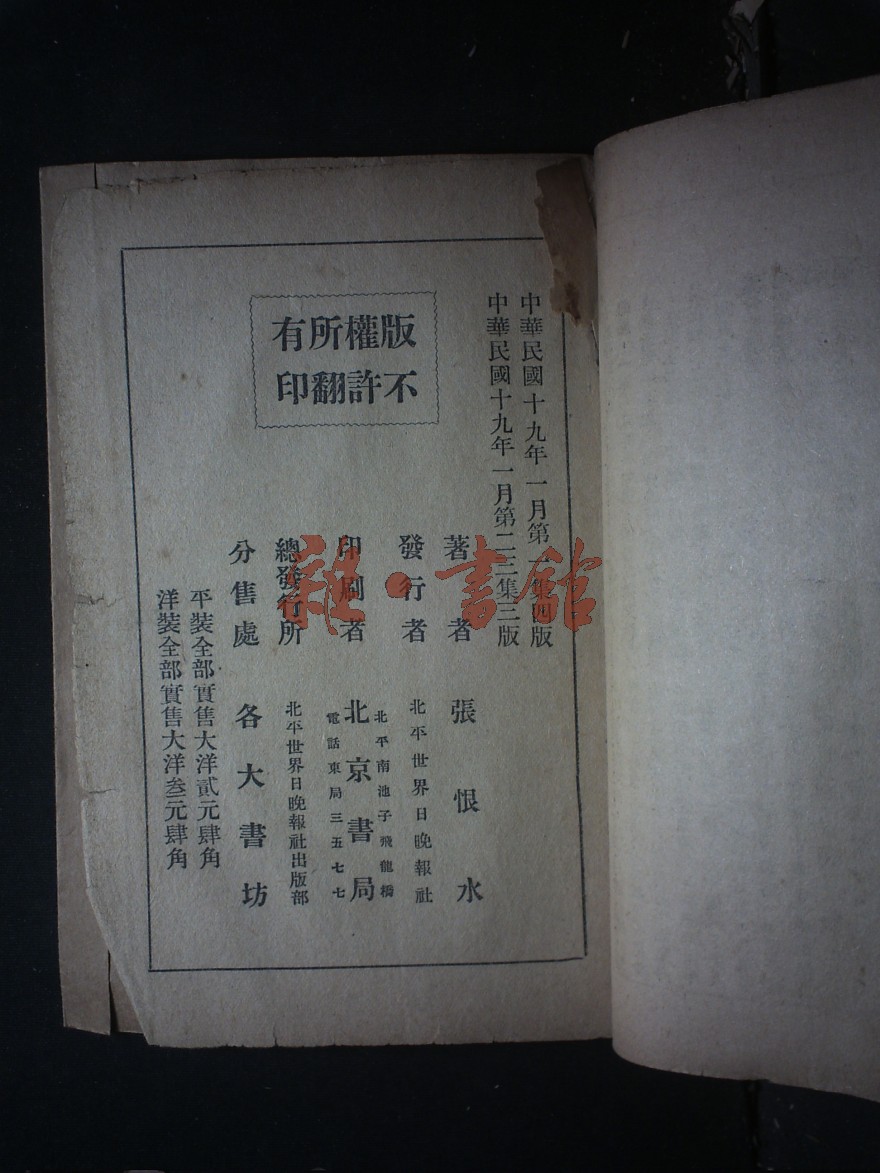 中華民國十九年一月第一集四版
中華民國十九年一月第二三集三版
版權所有
不許翻印
著者 張恨水
發行者 北平世界日晚報社
印刷者 北京書局
北平南池子飛龍橋
電話東局三五七七
總發行所 北平世界日晚報社出版部
分售處 各大書坊
平裝全部實售大洋貳元肆角
洋裝全部實售大洋叁元肆角
雜·書館